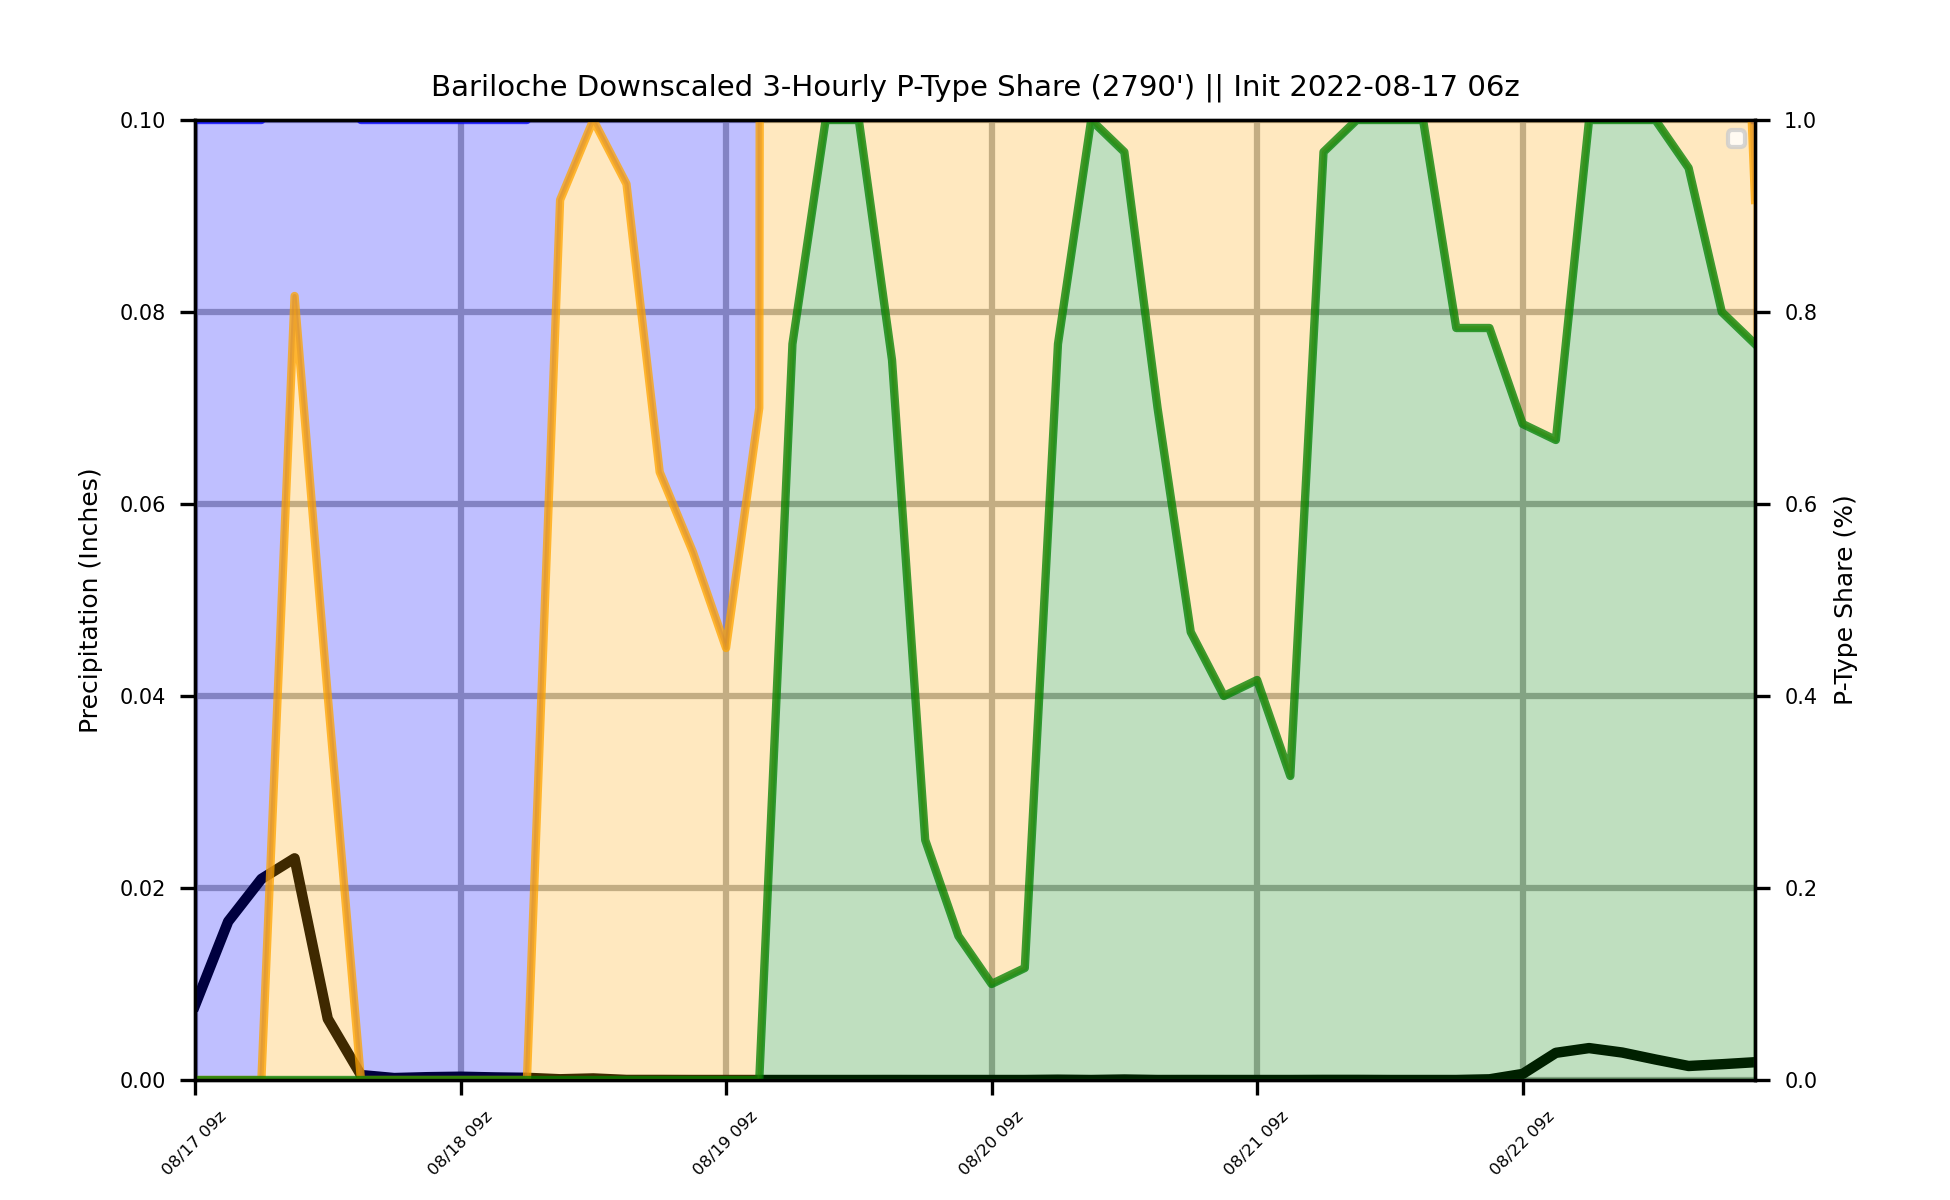 Bariloche Downscaled 3-Hourly P-Type Share (2790') || Init 2022-08-17 06z
0.10
0.08
0.06
0.04
0.02
0.00
Precipitation (Inches)
1.0
0.8
0.6
0.4
0.2
0.0
P-Type Share (%)
08/17 09z
08/18 09z
08/19 09z
08/20 09z
08/21 09z
08/22 09z